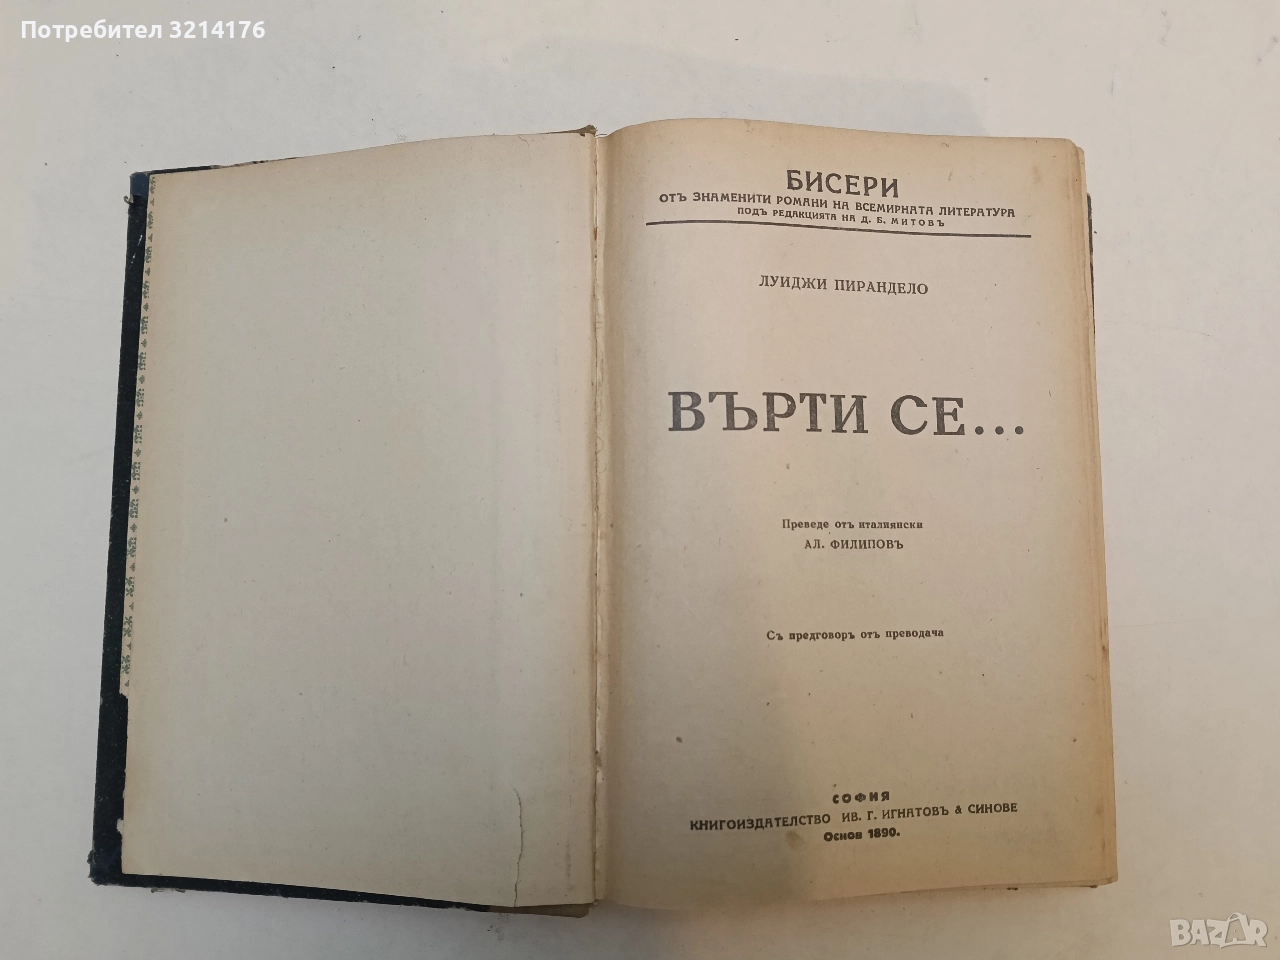 Потребител 3214176
БИСЕРИ
ОТЪ ЗНАМЕНИТИ РОМАНИ НА ВСЕМИРНАТА ЛИТЕРАТУРА
ПОДЪ РЕДАКЦИЯТА НА Д. Б. МИТОВЪ
ЛУИДЖИ ПИРАНДЕЛО
ВЪРТИ СЕ...
Преведе отъ италиянски
АЛ. ФИЛИПОВЪ
Съ предговоръ отъ преводача
СОФИЯ
КНИГОИЗДАТЕЛСТВО ИВ. Г. ИГНАТОВЪ & СИНОВЕ
Основ 1890.
BAZAR